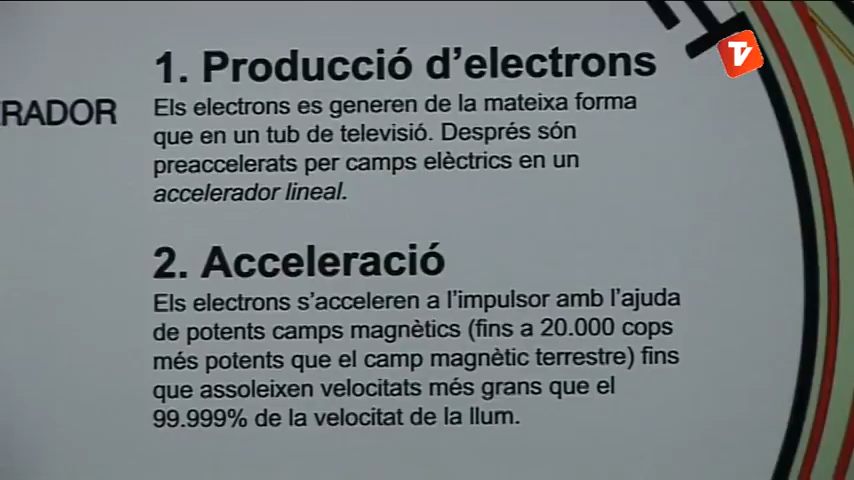 TV
1. Producció d'electrons
RADOR
Els electrons es generen de la mateixa forma
que en un tub de televisió. Després són
preaccelerats per camps elèctrics en un
accelerador lineal.
2. Acceleració
Els electrons s'acceleren a l'impulsor amb l'ajuda
de potents camps magnètics (fins a 20.000 cops
més potents que el camp magnètic terrestre) fins
que assoleixen velocitats més grans que el
99.999% de la velocitat de la llum.